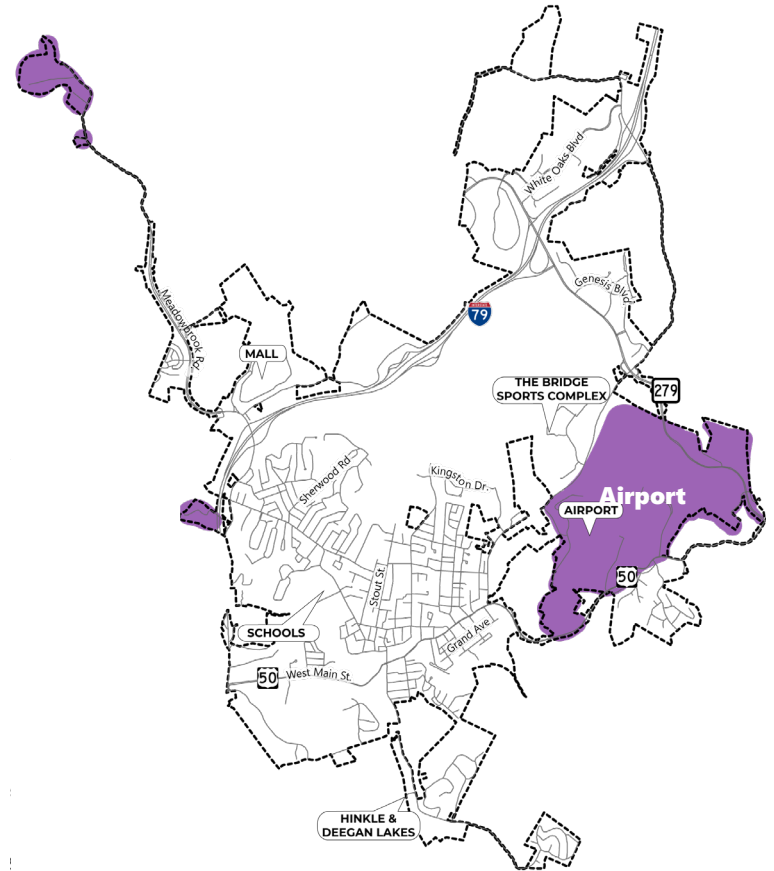 White Oaks Blvd
Genesis Blvd
79
Meadowbrook Rd.
MALL
THE BRIDGE
SPORTS COMPLEX
279
Sherwood Rd
Kingston Dr.
Airport
AIRPORT
50
Stout St.
SCHOOLS
Grand Ave
50
West Main St.
HINKLE &
DEEGAN LAKES